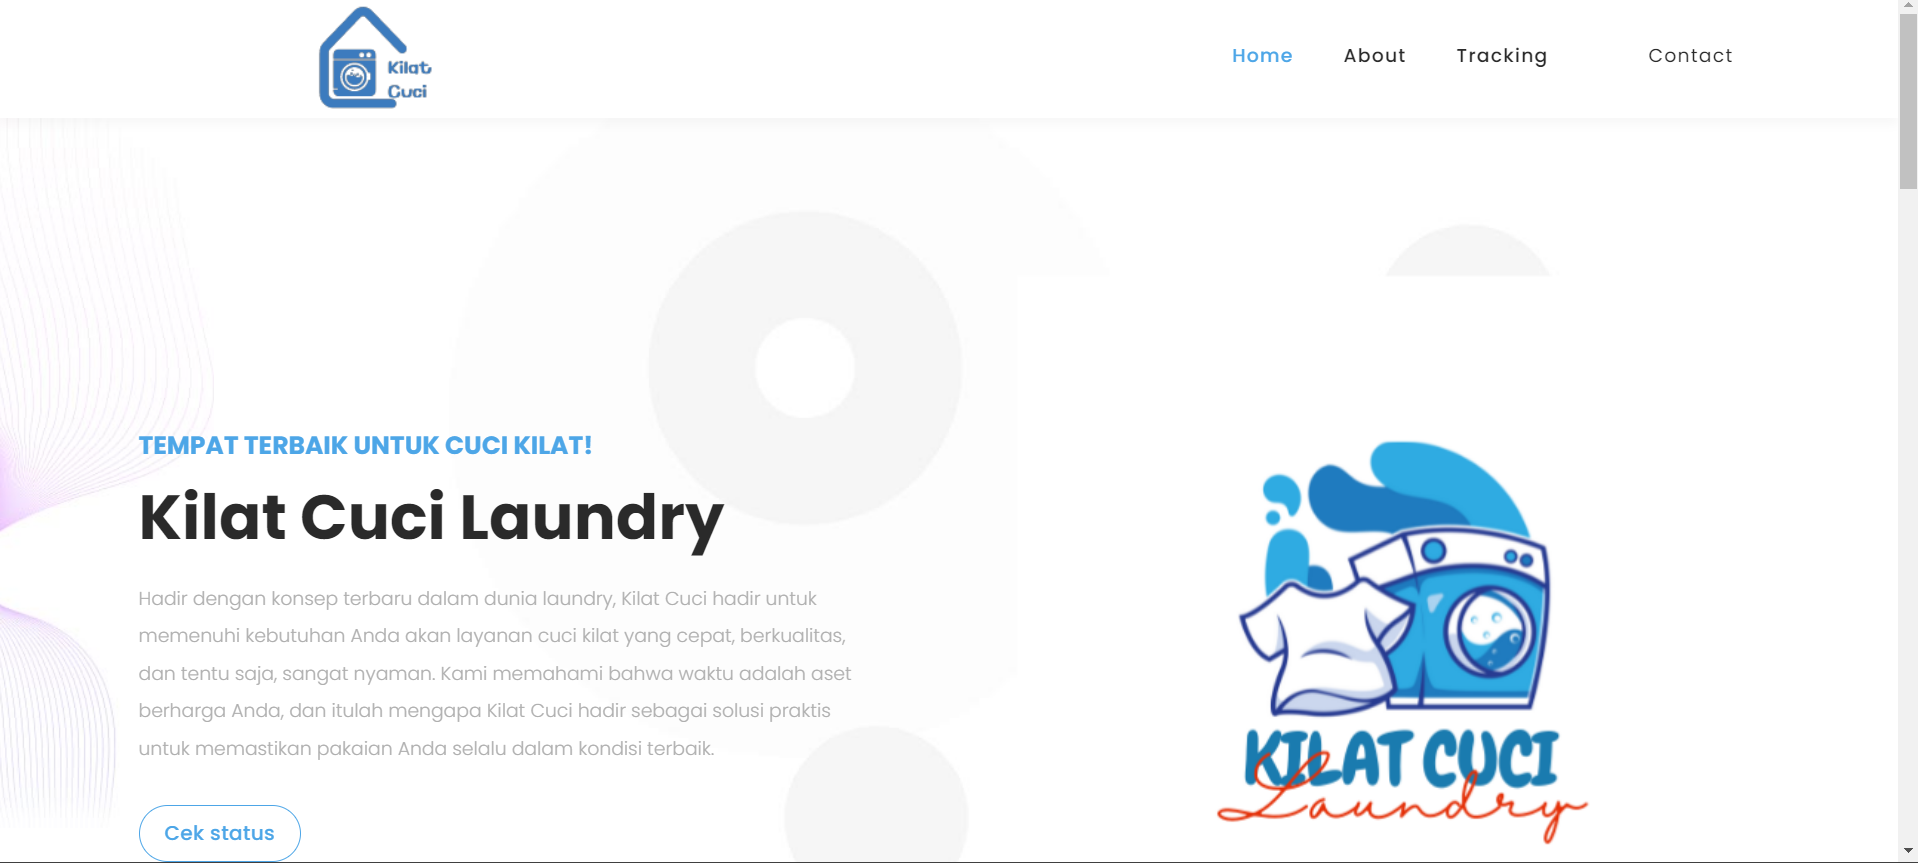 Kilat
Cuci
Home About Tracking Contact
TEMPAT TERBAIK UNTUK CUCI KILAT!
Kilat Cuci Laundry
Hadir dengan konsep terbaru dalam dunia laundry, Kilat Cuci hadir untuk
memenuhi kebutuhan Anda akan layanan cuci kilat yang cepat, berkualitas,
dan tentu saja, sangat nyaman. Kami memahami bahwa waktu adalah aset
berharga Anda, dan itulah mengapa Kilat Cuci hadir sebagai solusi praktis
untuk memastikan pakaian Anda selalu dalam kondisi terbaik.
Cek status
KILAT CUCI
Laundry